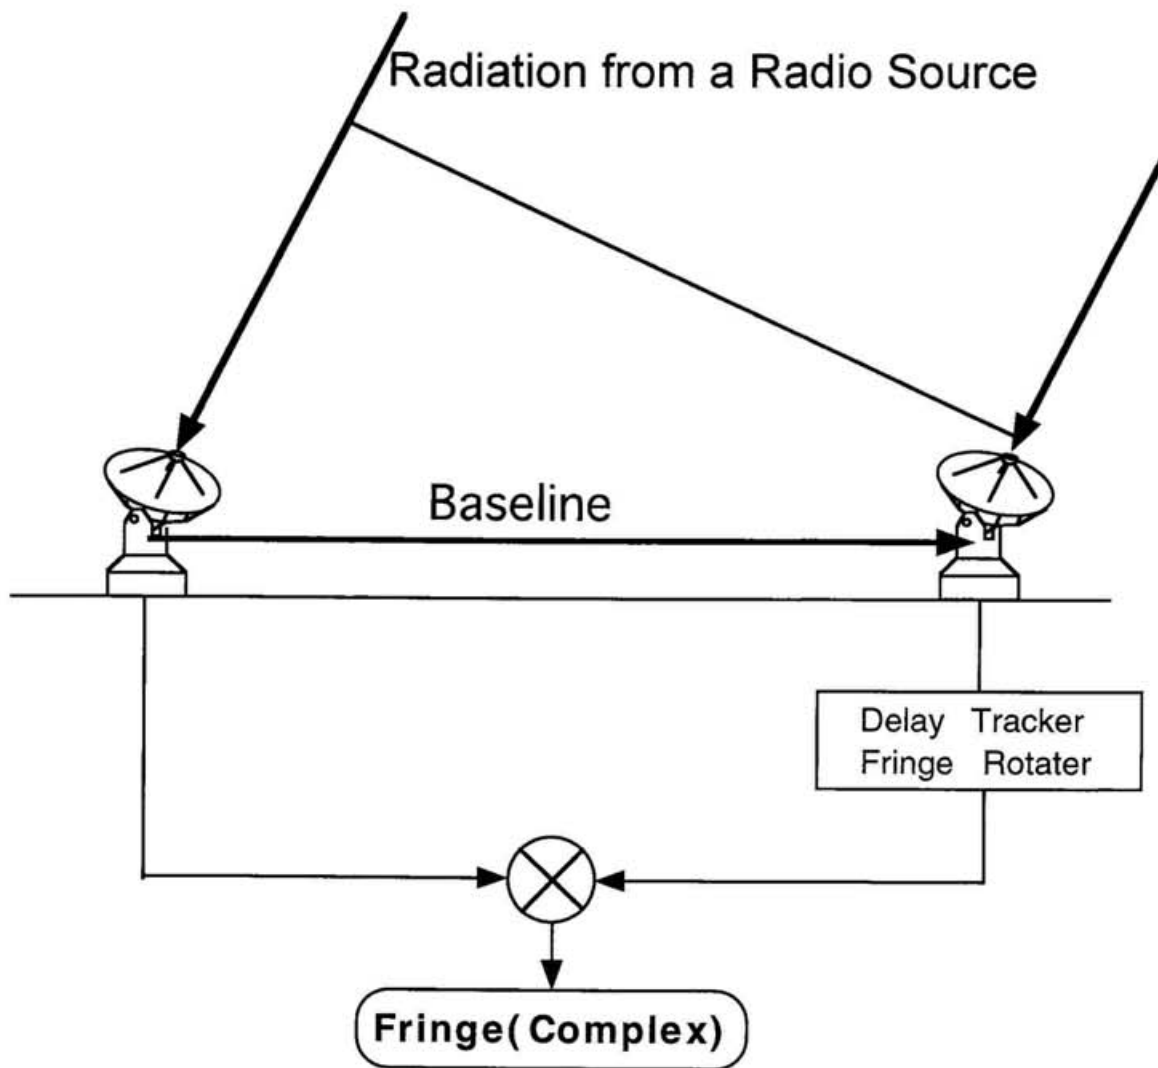 Radiation from a Radio Source
Baseline
Delay Tracker
Fringe Rotater
Fringe(Complex)